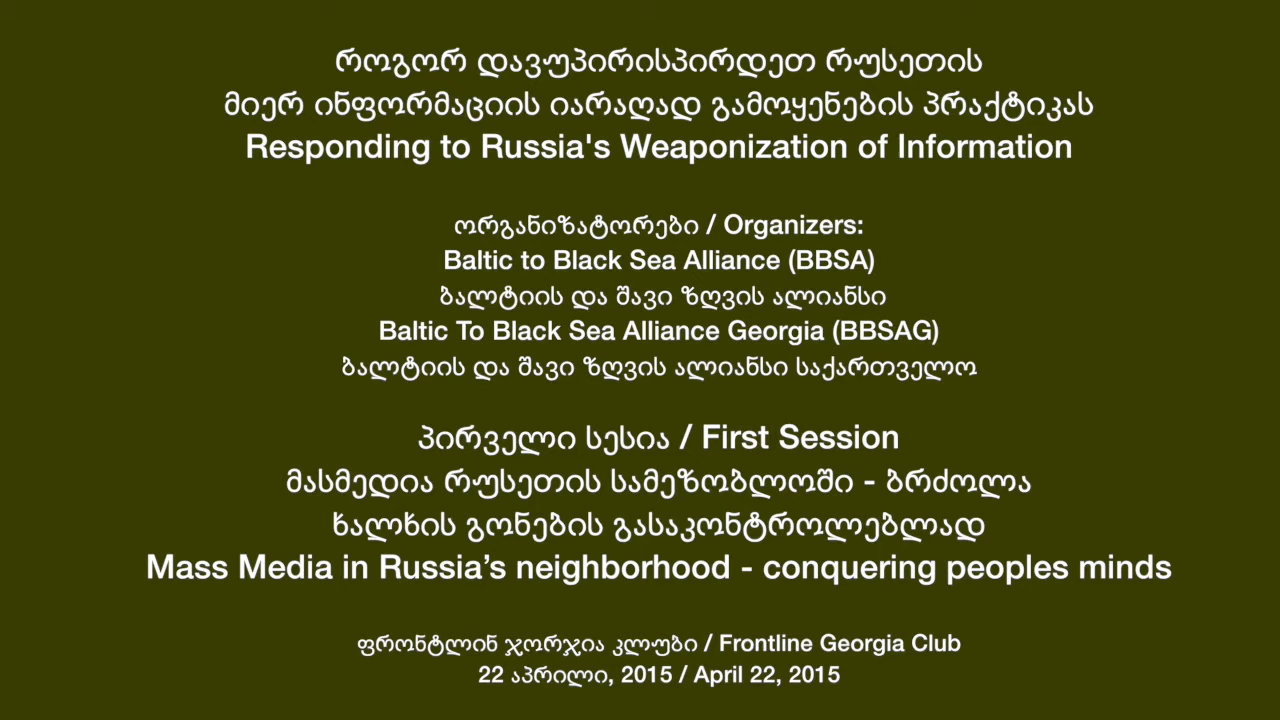 როგორ დავუპირისპირდეთ რუსეთის
მიერ ინფორმაციის იარაღად გამოყენების პრაქტიკას
Responding to Russia's Weaponization of Information
ორგანიზატორები / Organizers:
Baltic to Black Sea Alliance (BBSA)
ბალტიის და შავი ზღვის ალიანსი
Baltic To Black Sea Alliance Georgia (BBSAG)
ბალტიის და შავი ზღვის ალიანსი საქართველო
პირველი სესია / First Session
მასმედია რუსეთის სამეზობლოში - ბრძოლა
ხალხის გონების გასაკონტროლებლად
Mass Media in Russia’s neighborhood - conquering peoples minds
ფრონტლინ ჯორჯია კლუბი / Frontline Georgia Club
22 აპრილი, 2015 / April 22, 2015